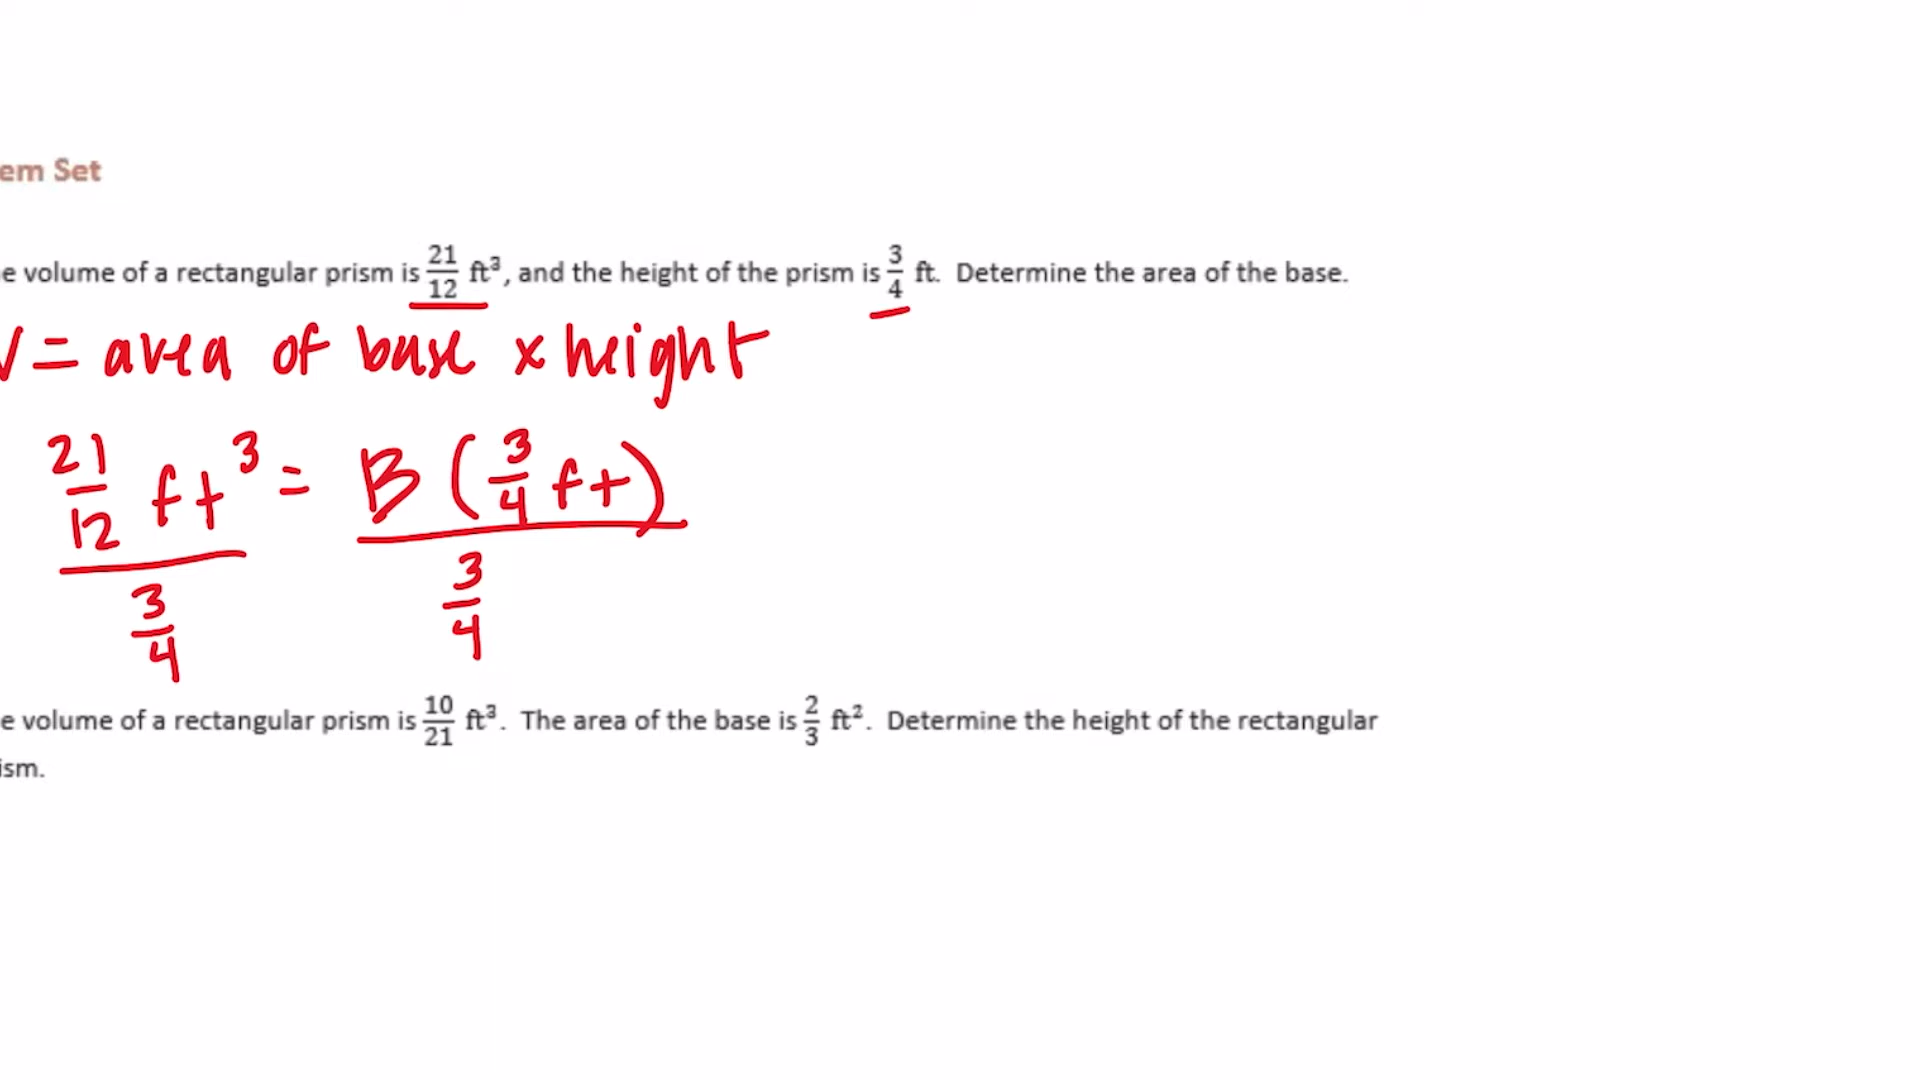 em Set
e volume of a rectangular prism is 21/12 ft³, and the height of the prism is 3/4 ft. Determine the area of the base.
V = area of base x height
21/12 ft³ = B (3/4 ft)
3/4 3/4
e volume of a rectangular prism is 10/21 ft³. The area of the base is 2/3 ft². Determine the height of the rectangular
ism.